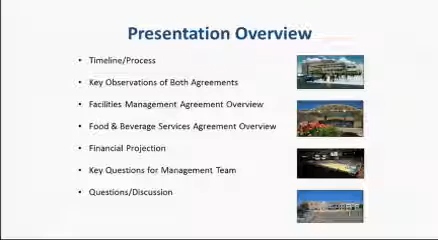 Presentation Overview
• Timeline/Process
• Key Observations of Both Agreements
• Facilities Management Agreement Overview
• Food & Beverage Services Agreement Overview
• Financial Projection
• Key Questions for Management Team
• Questions/Discussion